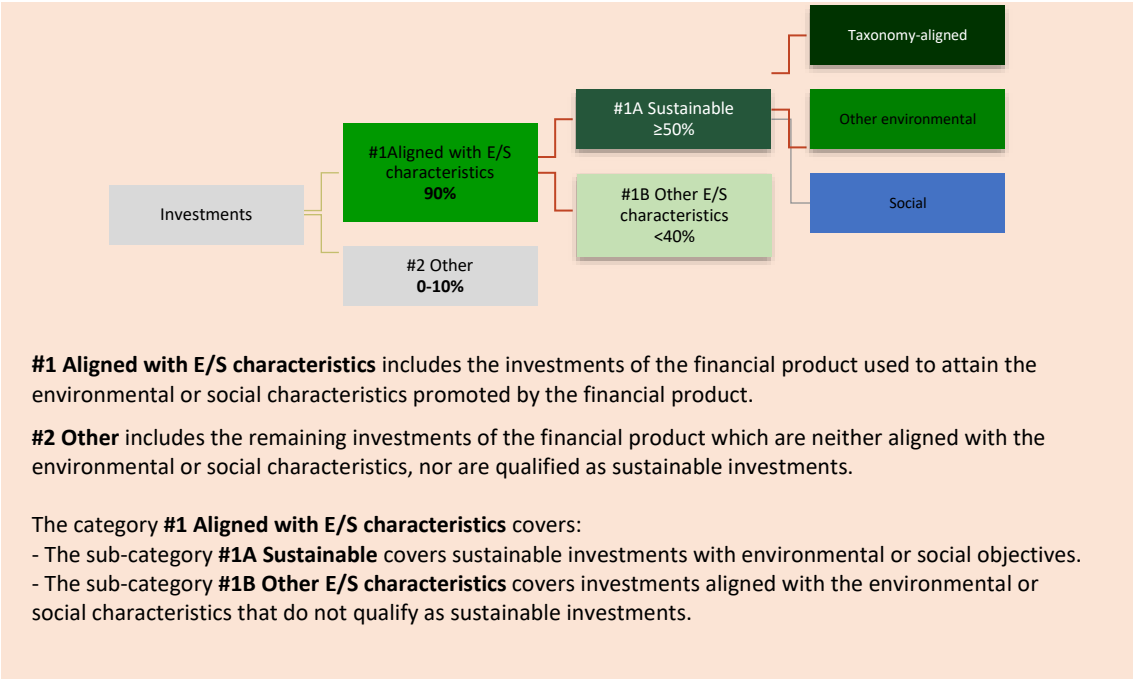 Taxonomy-aligned
#1A Sustainable
≥50%
Other environmental
#1Aligned with E/S
characteristics
90%
Investments
#1B Other E/S
characteristics
<40%
Social
#2 Other
0-10%
#1 Aligned with E/S characteristics includes the investments of the financial product used to attain the
environmental or social characteristics promoted by the financial product.
#2 Other includes the remaining investments of the financial product which are neither aligned with the
environmental or social characteristics, nor are qualified as sustainable investments.
The category #1 Aligned with E/S characteristics covers:
- The sub-category #1A Sustainable covers sustainable investments with environmental or social objectives.
- The sub-category #1B Other E/S characteristics covers investments aligned with the environmental or
social characteristics that do not qualify as sustainable investments.